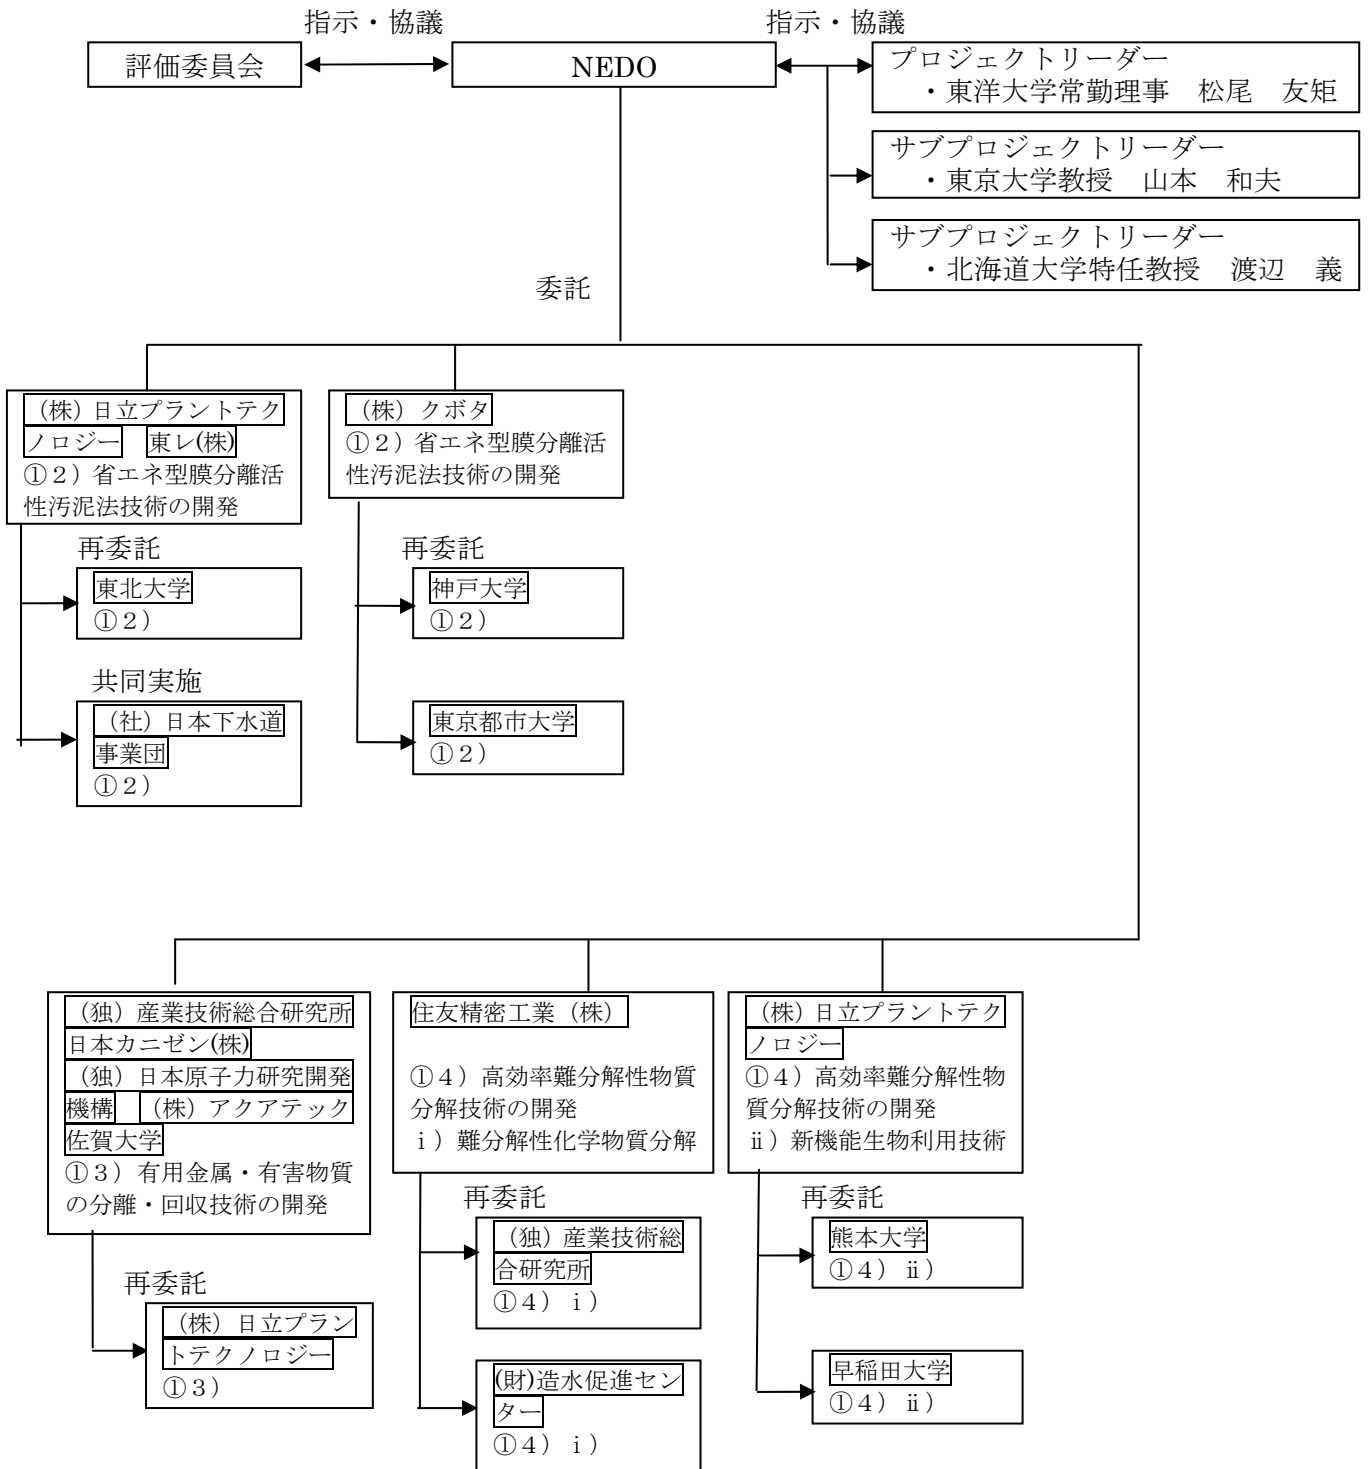 指示・協議
指示・協議
評価委員会
NEDO
プロジェクトリーダー
・東洋大学常勤理事　松尾　友矩
サブプロジェクトリーダー
・東京大学教授　山本　和夫
サブプロジェクトリーダー
・北海道大学特任教授　渡辺　義
委託
（株）日立プラントテク
ノロジー　東レ(株)
①２）省エネ型膜分離活
性汚泥法技術の開発
（株）クボタ
①２）省エネ型膜分離活
性汚泥法技術の開発
再委託
東北大学
①２）
共同実施
（社）日本下水道
事業団
①２）
再委託
神戸大学
①２）
東京都市大学
①２）
（独）産業技術総合研究所
日本カニゼン(株)
（独）日本原子力研究開発
機構　（株）アクアテック
佐賀大学
①３）有用金属・有害物質
の分離・回収技術の開発
再委託
（株）日立プラン
トテクノロジー
①３）
住友精密工業（株）
①４）高効率難分解性物質
分解技術の開発
ⅰ）難分解性化学物質分解
再委託
（独）産業技術総
合研究所
①４）ⅰ）
(財)造水促進セン
ター
①４）ⅰ）
（株）日立プラントテク
ノロジー
①４）高効率難分解性物
質分解技術の開発
ⅱ）新機能生物利用技術
再委託
熊本大学
①４）ⅱ）
早稲田大学
①４）ⅱ）